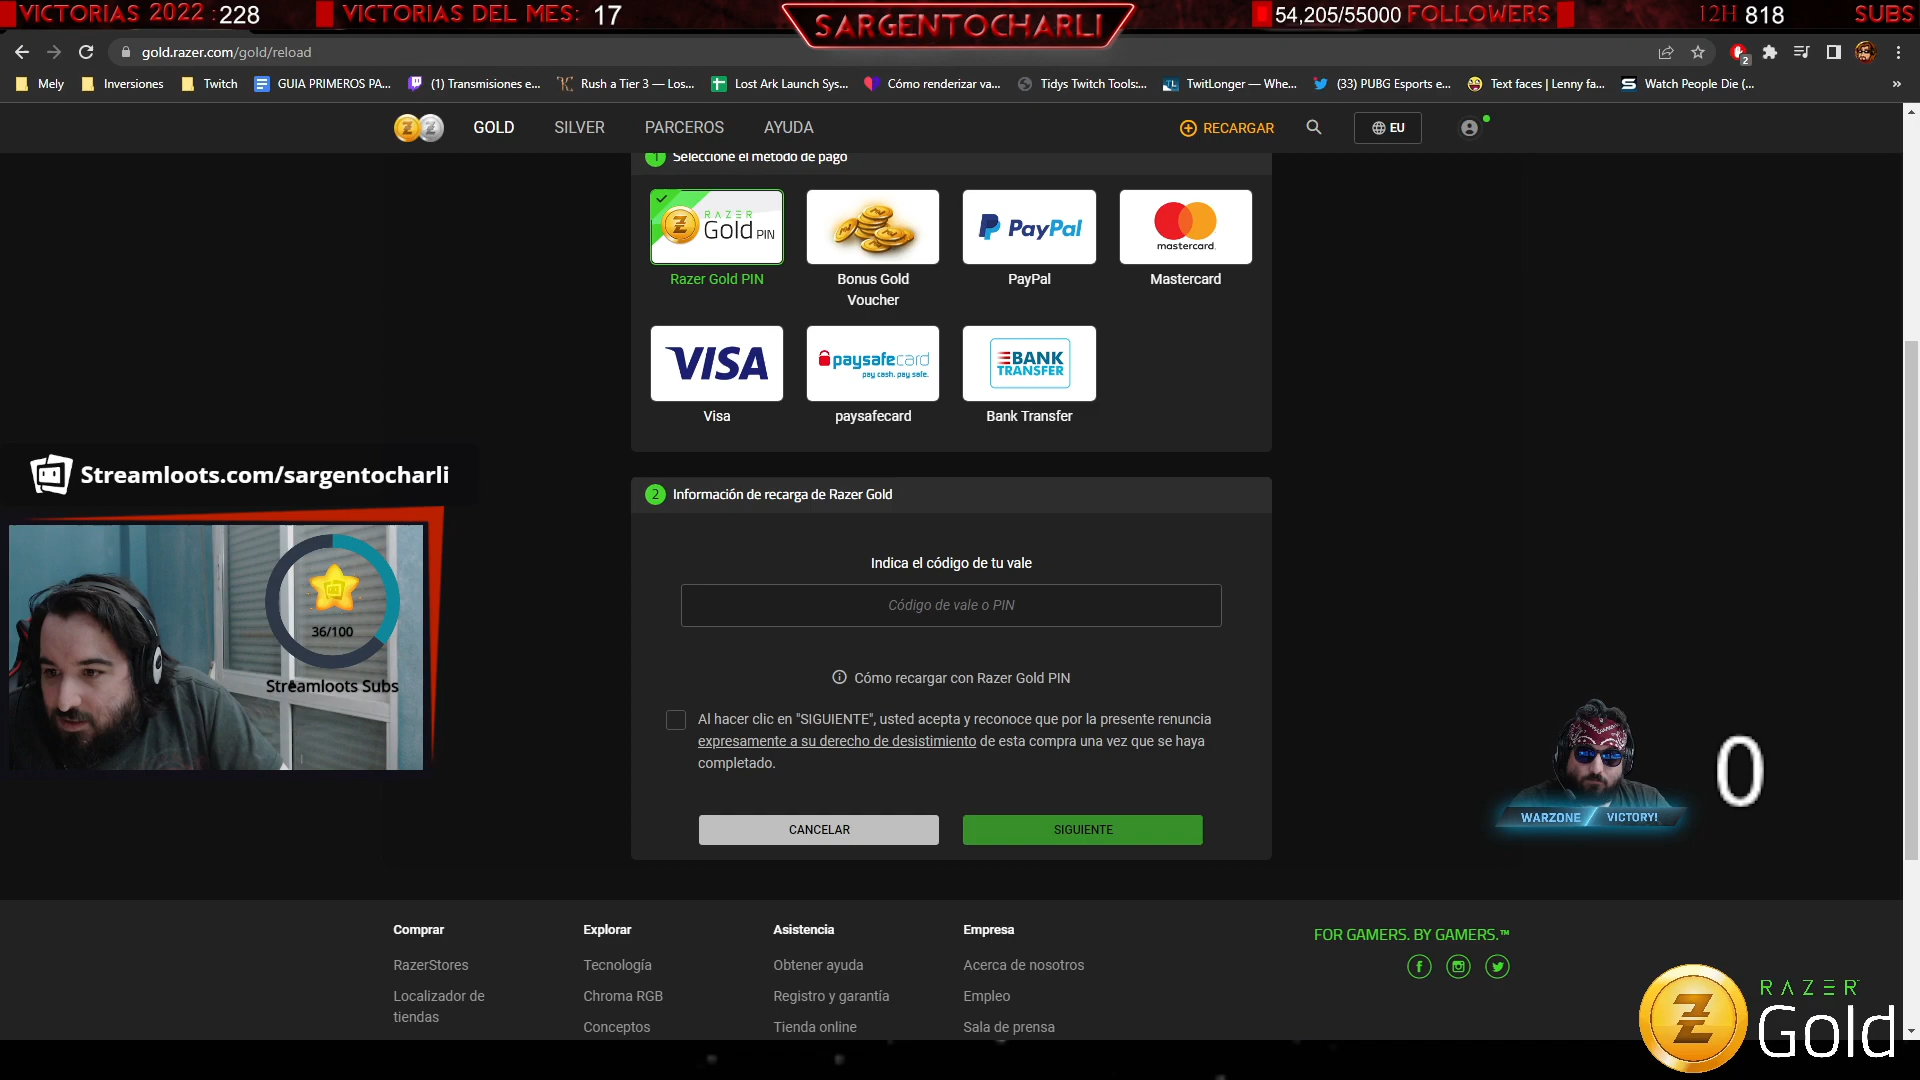 VICTORIAS 2022 : 228
VICTORIAS DEL MES: 17
SARGENTOCHARLI
54,205/55000 FOLLOWERS
12H 818 SUBS
gold.razer.com/gold/reload
2
Mely
Inversiones
Twitch
GUIA PRIMEROS PA...
(1) Transmisiones e...
Rush a Tier 3 — Los...
Lost Ark Launch Sys...
Cómo renderizar va...
Tidys Twitch Tools:...
TwitLonger — Whe...
(33) PUBG Esports e...
Text faces | Lenny fa...
Watch People Die (...
»
GOLD
SILVER
PARCEROS
AYUDA
RECARGAR
EU
1 Seleccione el método de pago
RAZER
Gold PIN
PayPal
mastercard.
Razer Gold PIN
Bonus Gold
Voucher
PayPal
Mastercard
VISA
paysafecard
pay cash. pay safe.
BANK
TRANSFER
Visa
paysafecard
Bank Transfer
Streamloots.com/sargentocharli
36/100
Streamloots Subs
2 Información de recarga de Razer Gold
Indica el código de tu vale
Código de vale o PIN
Cómo recargar con Razer Gold PIN
Al hacer clic en "SIGUIENTE", usted acepta y reconoce que por la presente renuncia
expresamente a su derecho de desistimiento de esta compra una vez que se haya
completado.
CANCELAR
SIGUIENTE
WARZONE VICTORY!
0
Comprar
RazerStores
Localizador de
tiendas
Explorar
Tecnología
Chroma RGB
Conceptos
Asistencia
Obtener ayuda
Registro y garantía
Tienda online
Empresa
Acerca de nosotros
Empleo
Sala de prensa
FOR GAMERS. BY GAMERS.™
RAZER
Gold